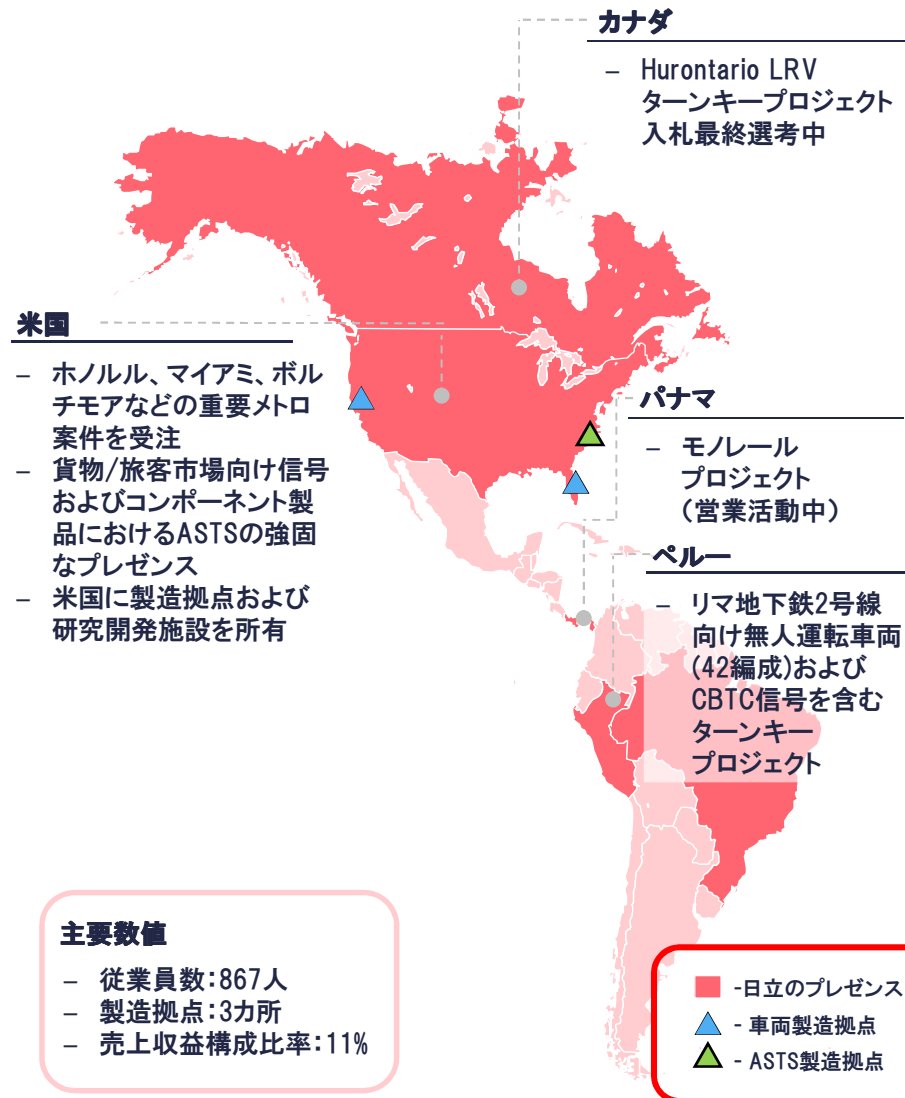 カナダ
– Hurontario LRV
ターンキープロジェクト
入札最終選考中
米国
– ホノルル、マイアミ、ボル
チモアなどの重要メトロ
案件を受注
– 貨物/旅客市場向け信号
およびコンポーネント製
品におけるASTSの強固
なプレゼンス
– 米国に製造拠点および
研究開発施設を所有
パナマ
– モノレール
プロジェクト
（営業活動中）
ペルー
– リマ地下鉄2号線
向け無人運転車両
(42編成)および
CBTC信号を含む
ターンキー
プロジェクト
主要数値
– 従業員数：867人
– 製造拠点：3カ所
– 売上収益構成比率：11%
-日立のプレゼンス
- 車両製造拠点
- ASTS製造拠点